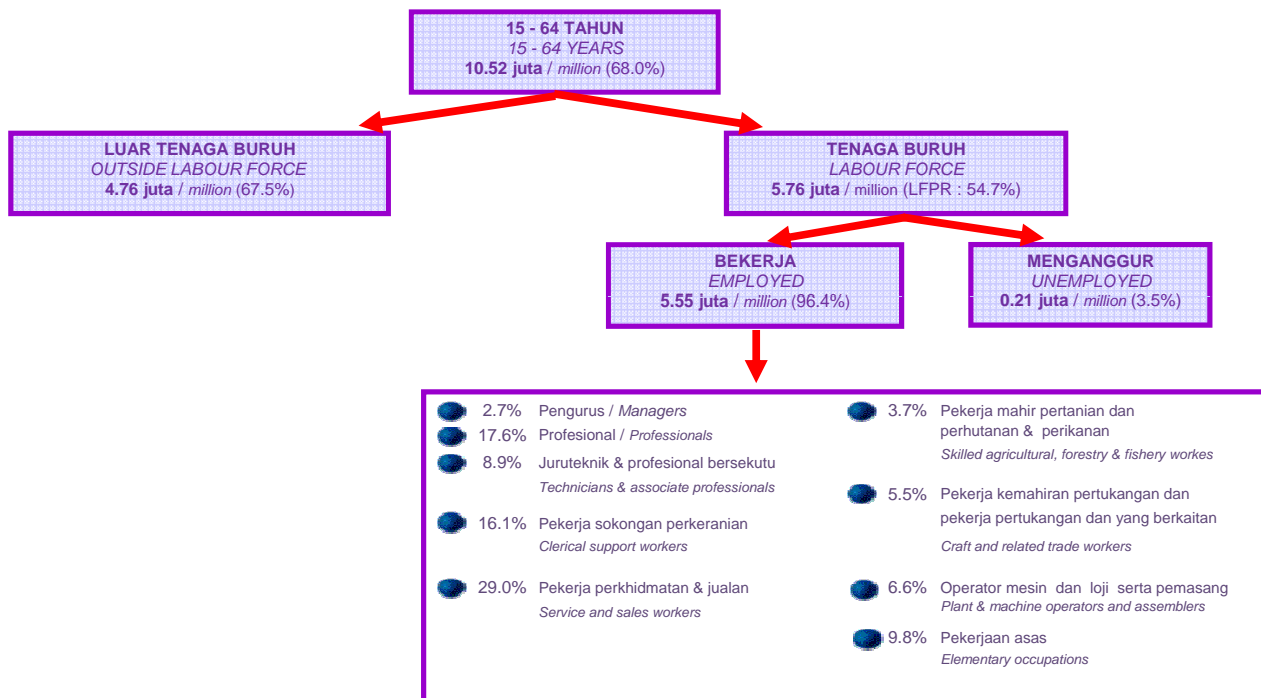 15 - 64 TAHUN
15 - 64 YEARS
10.52 juta / million (68.0%)
LUAR TENAGA BURUH
OUTSIDE LABOUR FORCE
4.76 juta / million (67.5%)
TENAGA BURUH
LABOUR FORCE
5.76 juta / million (LFPR : 54.7%)
BEKERJA
EMPLOYED
5.55 juta / million (96.4%)
MENGANGGUR
UNEMPLOYED
0.21 juta / million (3.5%)
2.7% Pengurus / Managers
17.6% Profesional / Professionals
8.9% Juruteknik & profesional bersekutu
Technicians & associate professionals
16.1% Pekerja sokongan perkeranian
Clerical support workers
29.0% Pekerja perkhidmatan & jualan
Service and sales workers
3.7% Pekerja mahir pertanian dan
perhutanan & perikanan
Skilled agricultural, forestry & fishery workes
5.5% Pekerja kemahiran pertukangan dan
pekerja pertukangan dan yang berkaitan
Craft and related trade workers
6.6% Operator mesin dan loji serta pemasang
Plant & machine operators and assemblers
9.8% Pekerjaan asas
Elementary occupations